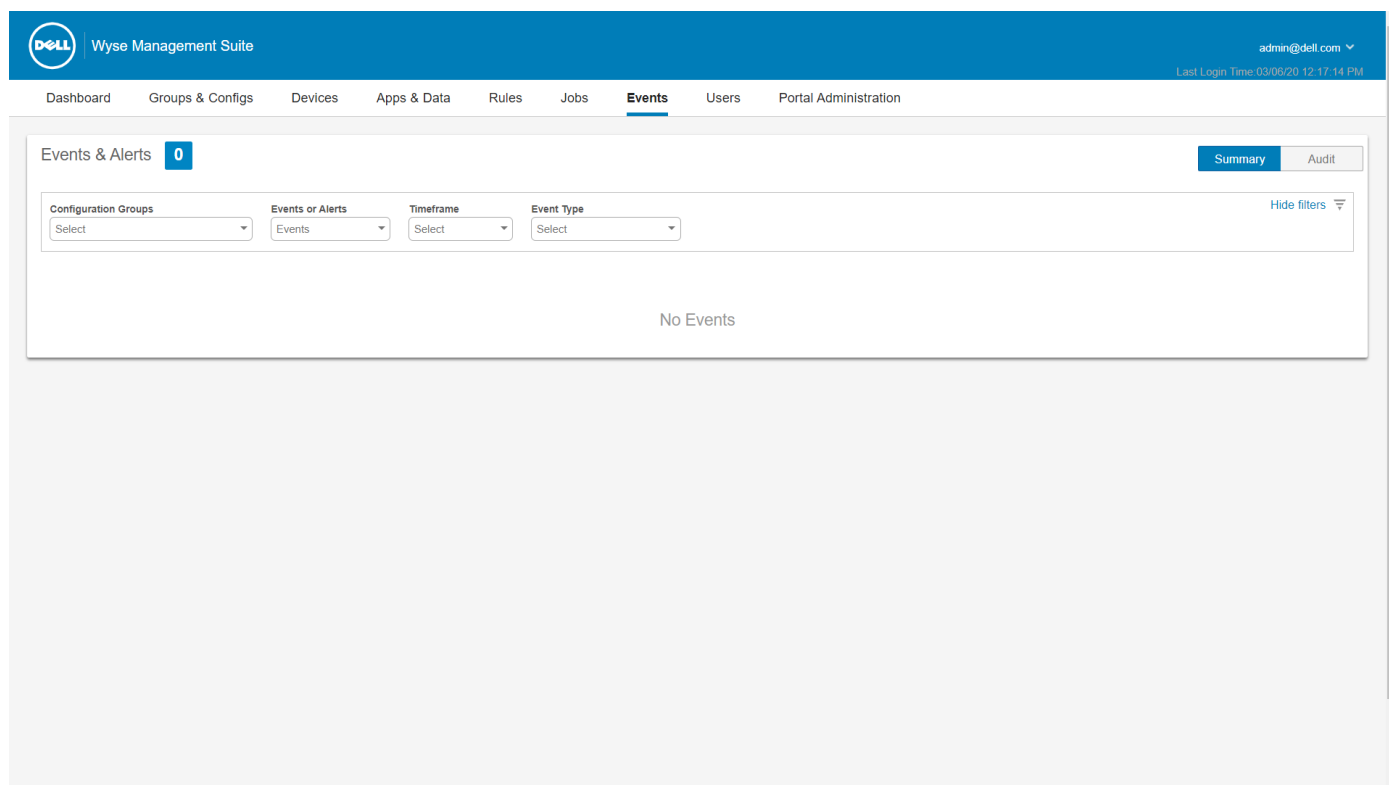 DELL Wyse Management Suite
admin@dell.com
Last Login Time:03/06/20 12:17:14 PM
Dashboard Groups & Configs Devices Apps & Data Rules Jobs Events Users Portal Administration
Events & Alerts 0
Summary Audit
Hide filters
Configuration Groups Events or Alerts Timeframe Event Type
Select Events Select Select
No Events